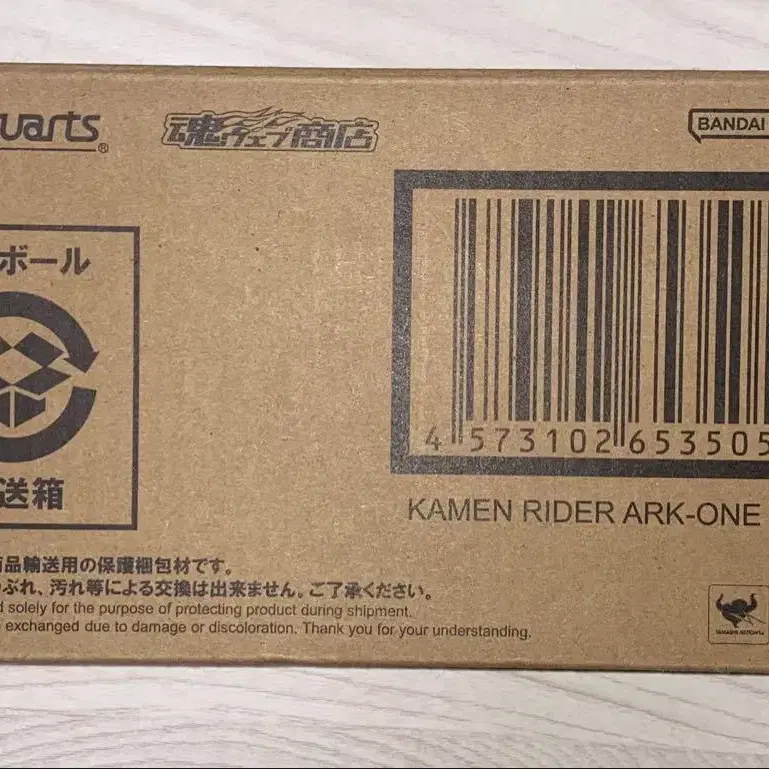 uarts®
魂ウェブ商店
BANDAI
ボール
送箱
4 573102 653505
KAMEN RIDER ARK-ONE
商品輸送用の保護梱包材です。
ぶれ、汚れ等による交換は出来ません。ご了承ください。
d solely for the purpose of protecting product during shipment.
exchanged due to damage or discoloration. Thank you for your understanding.
TAMASHII NATIONS